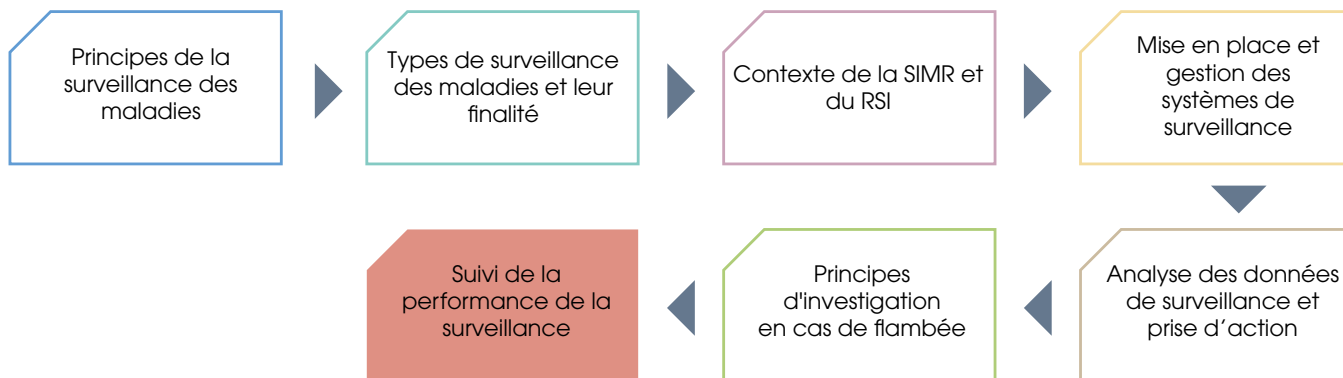 Principes de la
surveillance des
maladies
Types de surveillance
des maladies et leur
finalité
Contexte de la SIMR et
du RSI
Mise en place et
gestion des
systèmes de
surveillance
Analyse des données
de surveillance et
prise d’action
Principes
d'investigation
en cas de flambée
Suivi de la
performance de la
surveillance